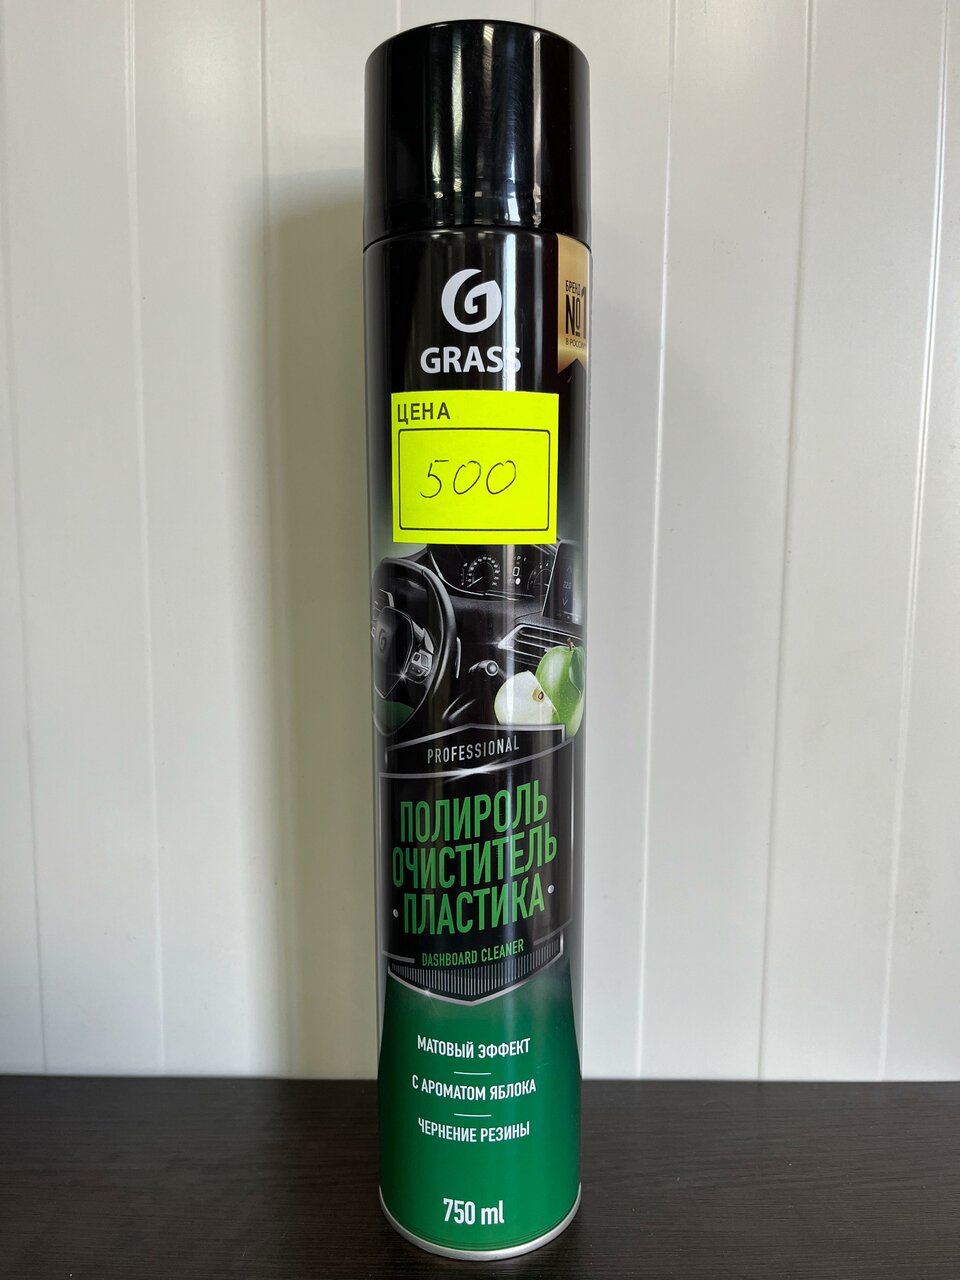 GRASS
БРЕНД
№1
В РОССИИ
ЦЕНА
500
PROFESSIONAL
ПОЛИРОЛЬ
ОЧИСТИТЕЛЬ
ПЛАСТИКА
DASHBOARD CLEANER
МАТОВЫЙ ЭФФЕКТ
С АРОМАТОМ ЯБЛОКА
ЧЕРНЕНИЕ РЕЗИНЫ
750 ml